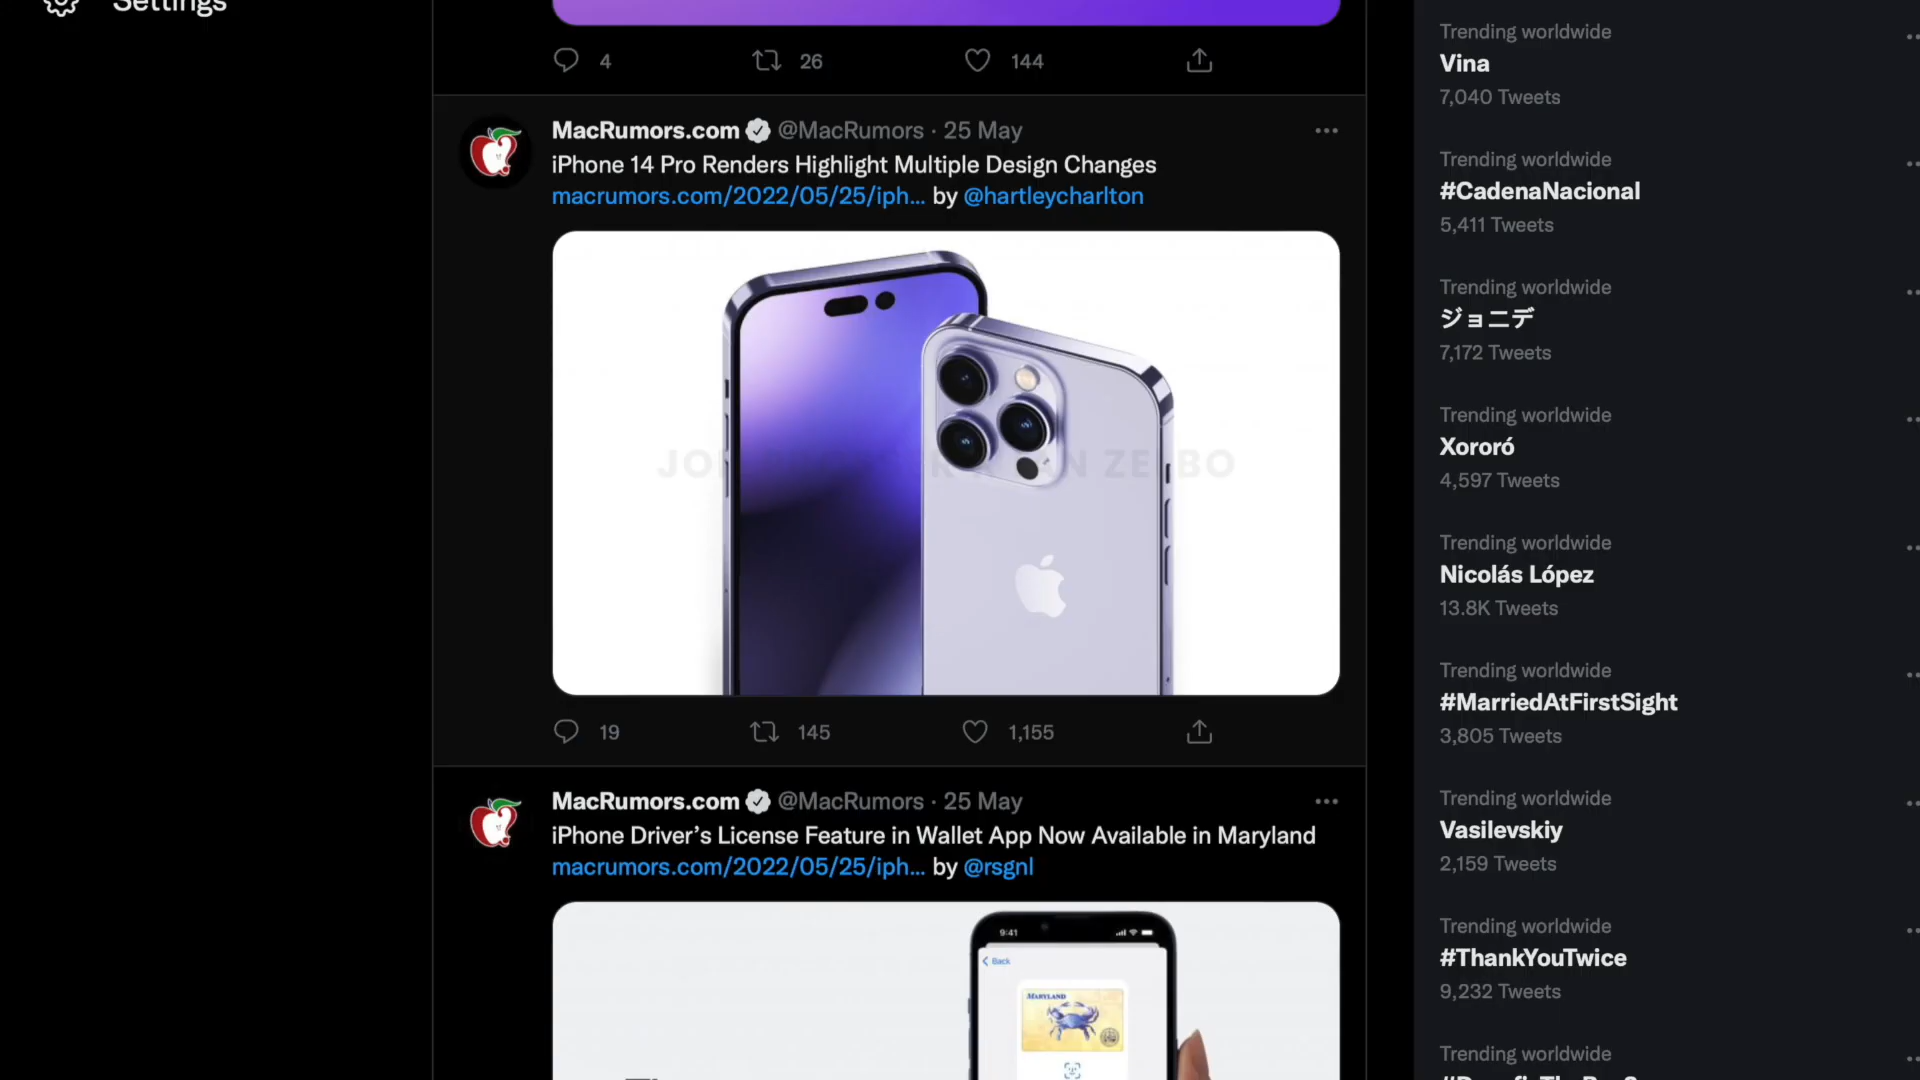 Settings
4 26 144
MacRumors.com @MacRumors · 25 May
iPhone 14 Pro Renders Highlight Multiple Design Changes
macrumors.com/2022/05/25/iph... by @hartleycharlton
19 145 1,155
MacRumors.com @MacRumors · 25 May
iPhone Driver’s License Feature in Wallet App Now Available in Maryland
macrumors.com/2022/05/25/iph... by @rsgnl
9:41
Back
MARYLAND
Trending worldwide
Vina
7,040 Tweets
Trending worldwide
#CadenaNacional
5,411 Tweets
Trending worldwide
ジョニデ
7,172 Tweets
Trending worldwide
Xororó
4,597 Tweets
Trending worldwide
Nicolás López
13.8K Tweets
Trending worldwide
#MarriedAtFirstSight
3,805 Tweets
Trending worldwide
Vasilevskiy
2,159 Tweets
Trending worldwide
#ThankYouTwice
9,232 Tweets
Trending worldwide